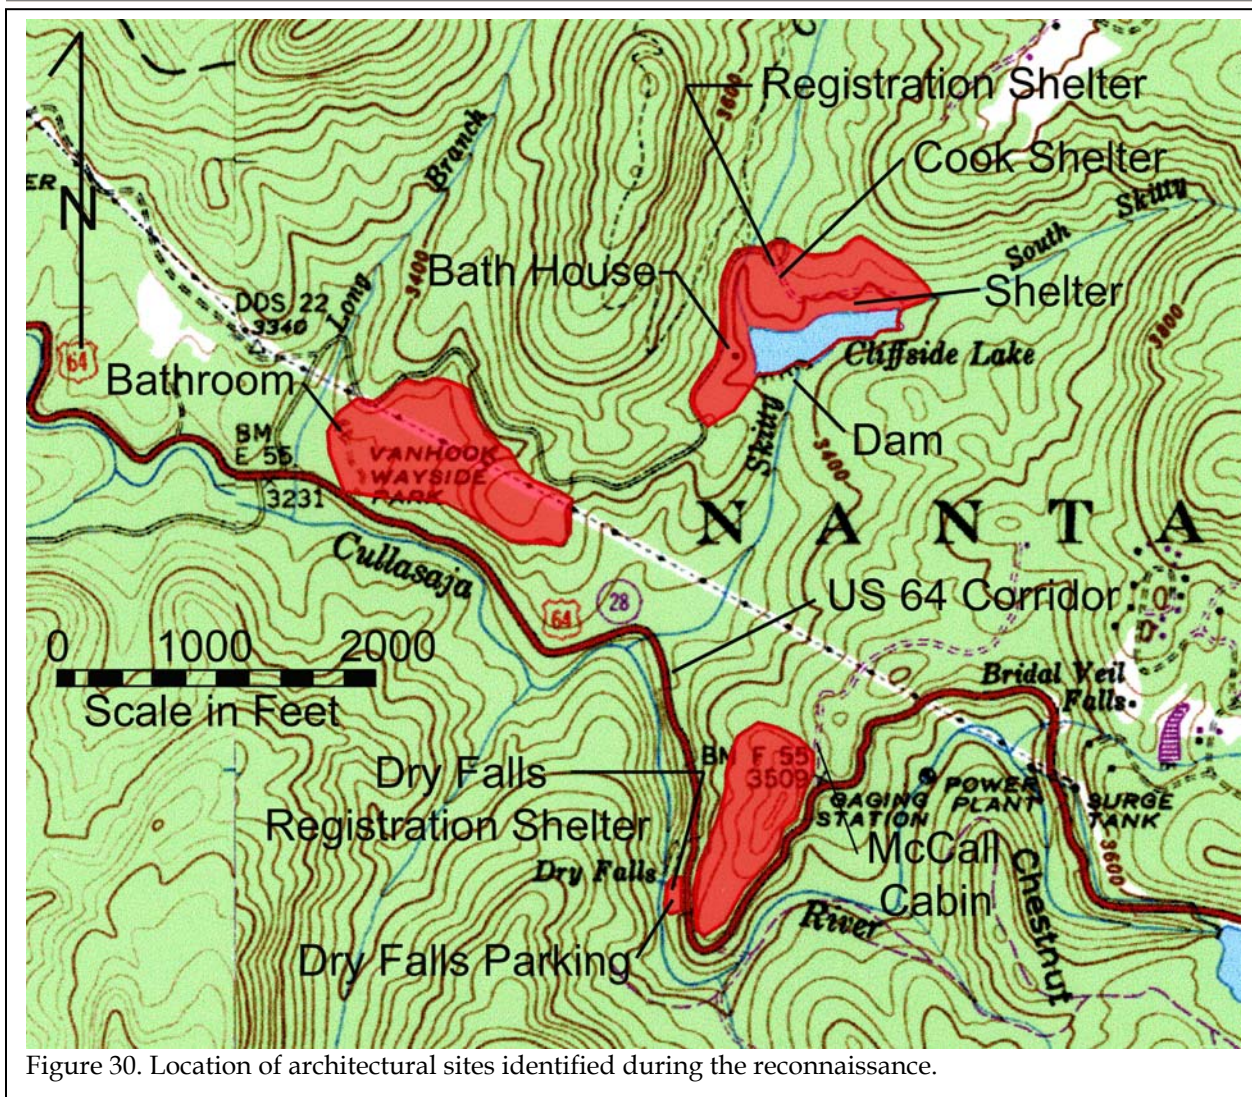 Registration Shelter
Cook Shelter
3600
Branch
ER
N
South Skitty
3400
Bath House
Shelter
DDS 22
3340
Long
64
3800
Cliffside Lake
Bathroom
Skitty
Dam
BM
E 55
3231
VANHOOK
WAYSIDE
PARK
3400
N A N T A
Cullasaja
US 64 Corridor
64
28
0 1000 2000
Scale in Feet
Bridal Veil
Falls
BM F 55
3509
Dry Falls
Registration Shelter
GAGING
STATION
POWER
PLANT
SURGE
TANK
3600
McCall
Cabin
Dry Falls
River
Chestnut
Dry Falls Parking
Figure 30. Location of architectural sites identified during the reconnaissance.